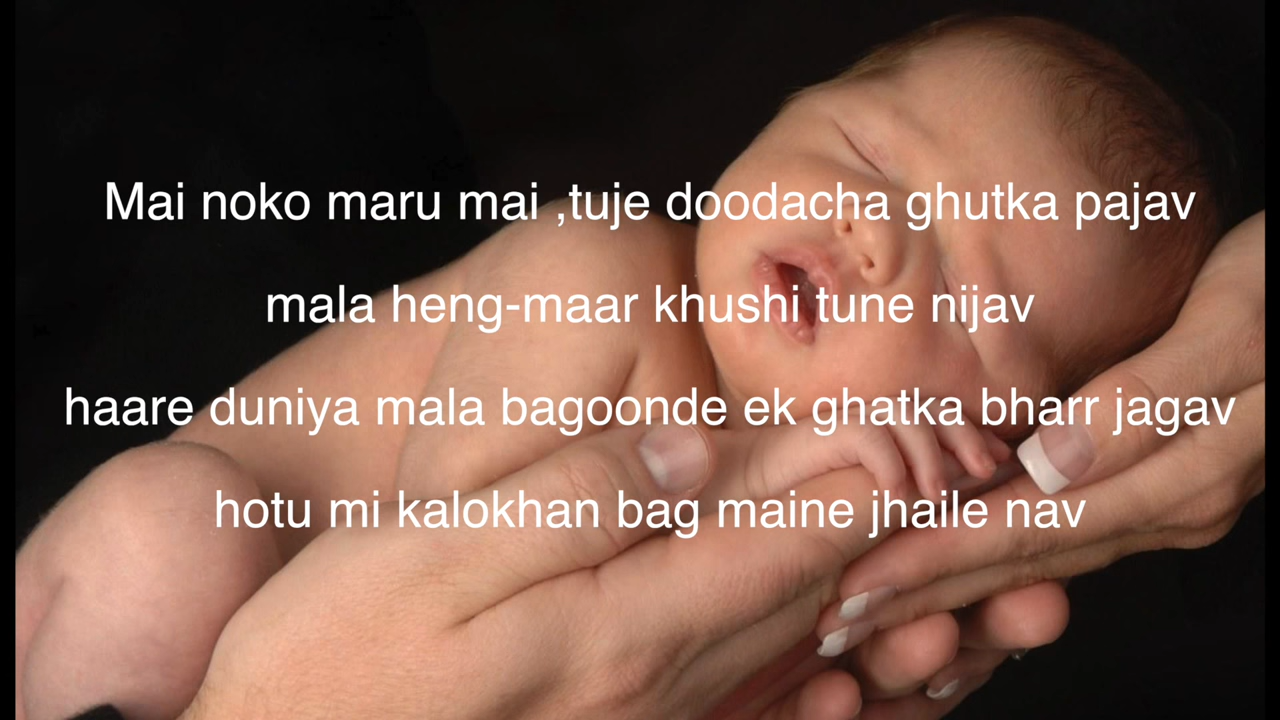 Mai noko maru mai ,tuje doodacha ghutka pajav
mala heng-maar khushi tune nijav
haare duniya mala bagoonde ek ghatka bharr jagav
hotu mi kalokhan bag maine jhaile nav